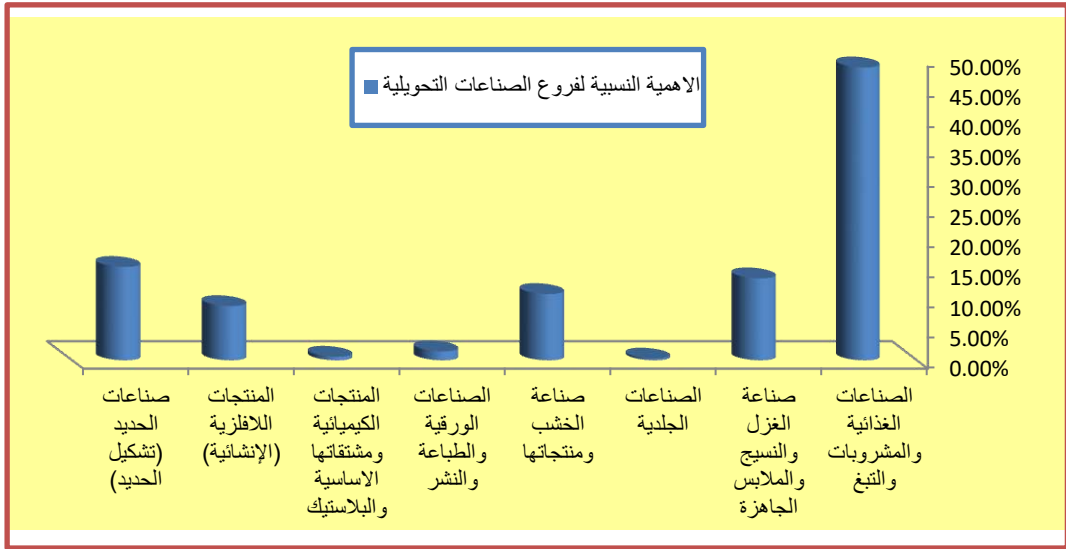 الاهمية النسبية لفروع الصناعات التحويلية
50.00%
45.00%
40.00%
35.00%
30.00%
25.00%
20.00%
15.00%
10.00%
5.00%
0.00%
الصناعات
الغذائية
والمشروبات
والتبغ
صناعة
الغزل
والنسيج
والملابس
الجاهزة
الصناعات
الجلدية
صناعة
الخشب
ومنتجاتها
الصناعات
الورقية
والطباعة
والنشر
المنتجات
الكيميائية
ومشتقاتها
الاساسية
والبلاستيك
المنتجات
اللافلزية
(الإنشائية)
صناعات
الحديد
(تشكيل
الحديد)